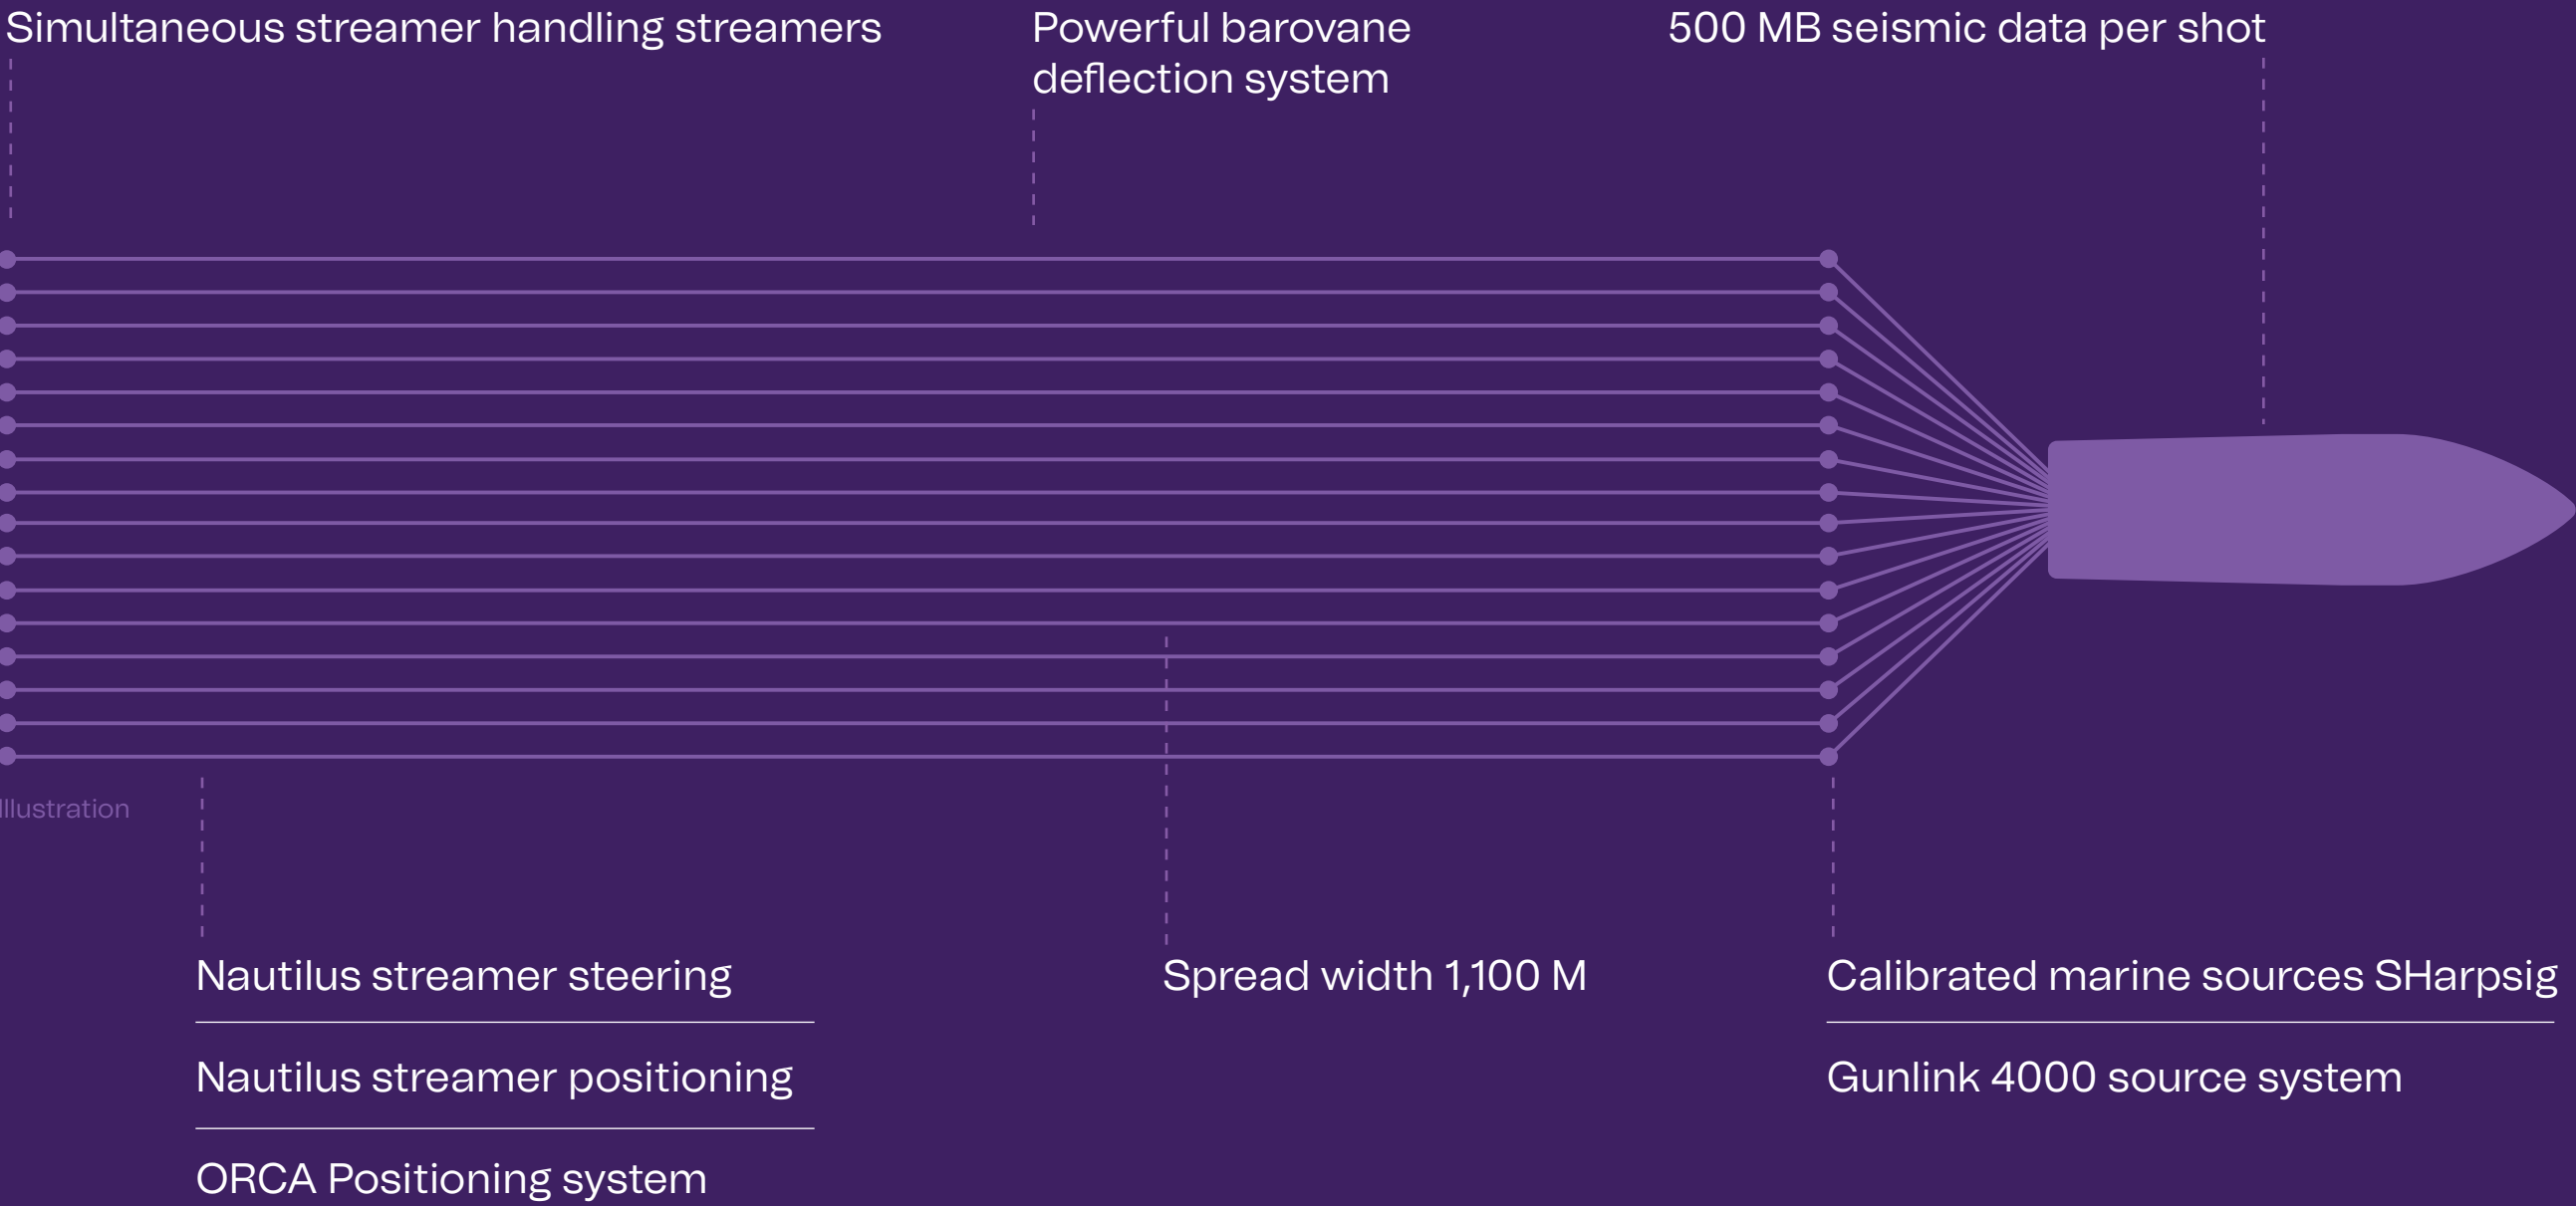 Simultaneous streamer handling streamers
Powerful barovane
deflection system
500 MB seismic data per shot
Illustration
Nautilus streamer steering
Nautilus streamer positioning
ORCA Positioning system
Spread width 1,100 M
Calibrated marine sources SHarpsig
Gunlink 4000 source system